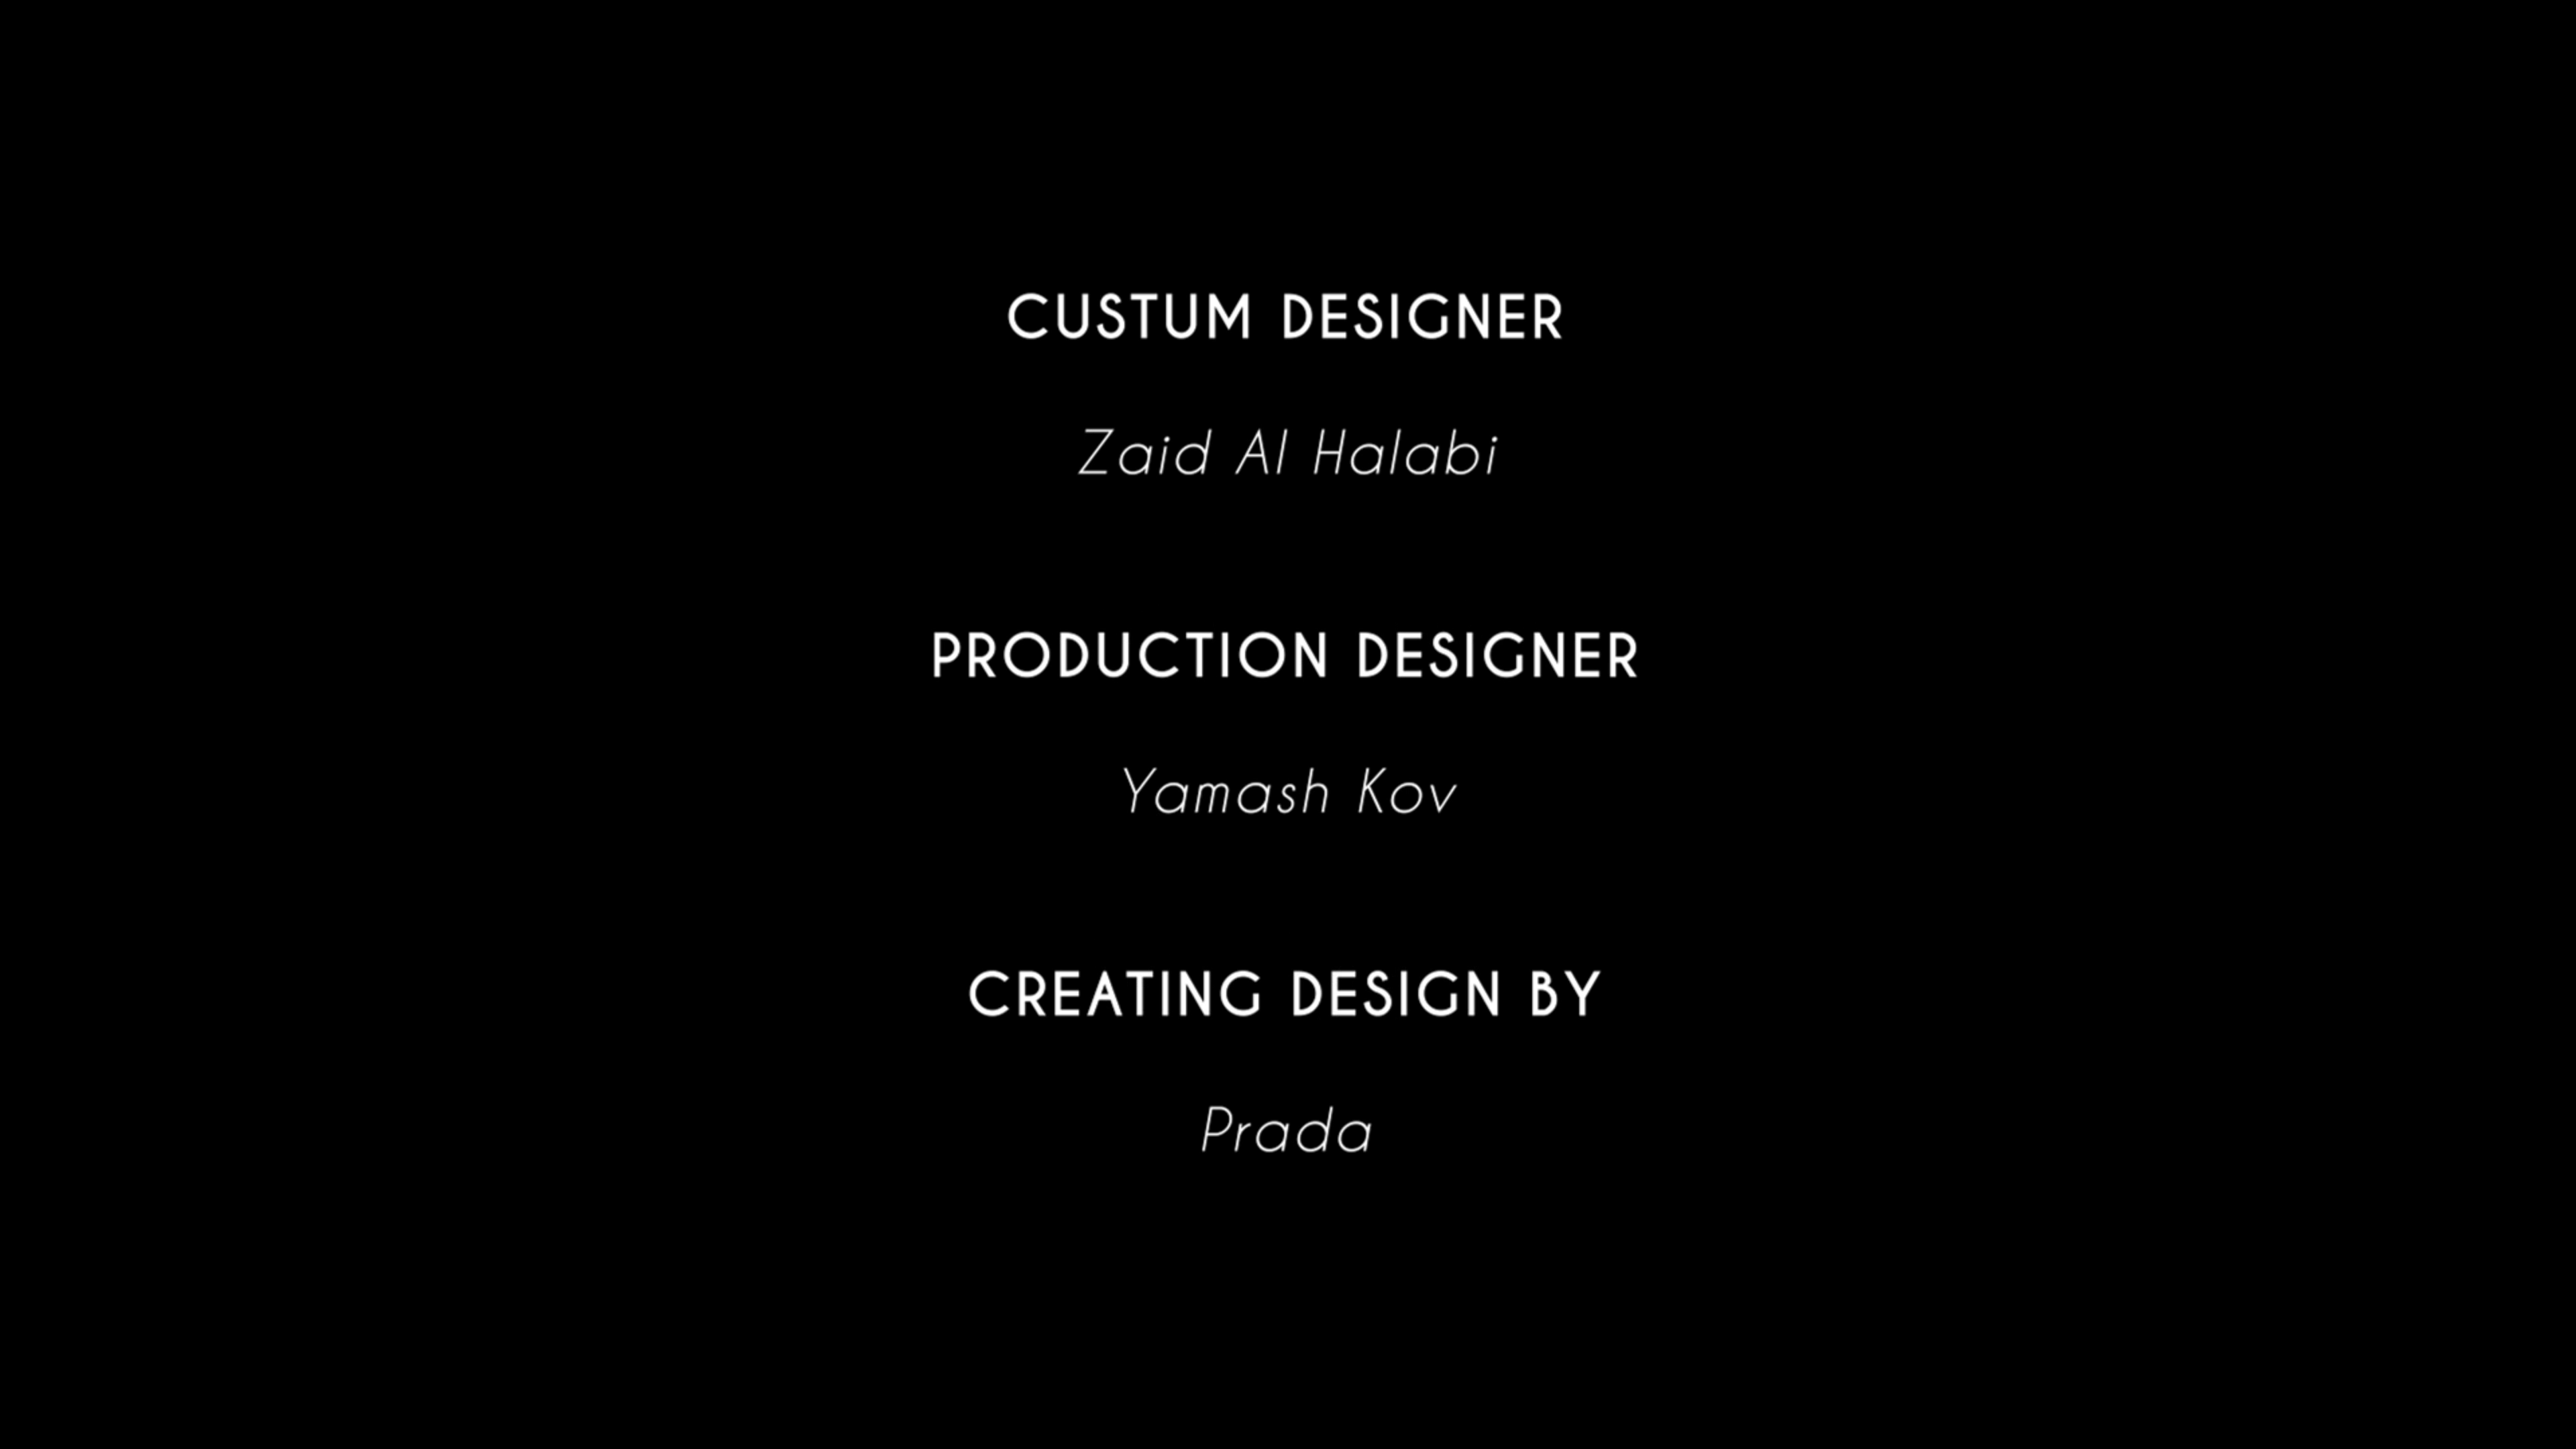 CUSTUM DESIGNER
Zaid Al Halabi
PRODUCTION DESIGNER
Yamash Kov
CREATING DESIGN BY
Prada